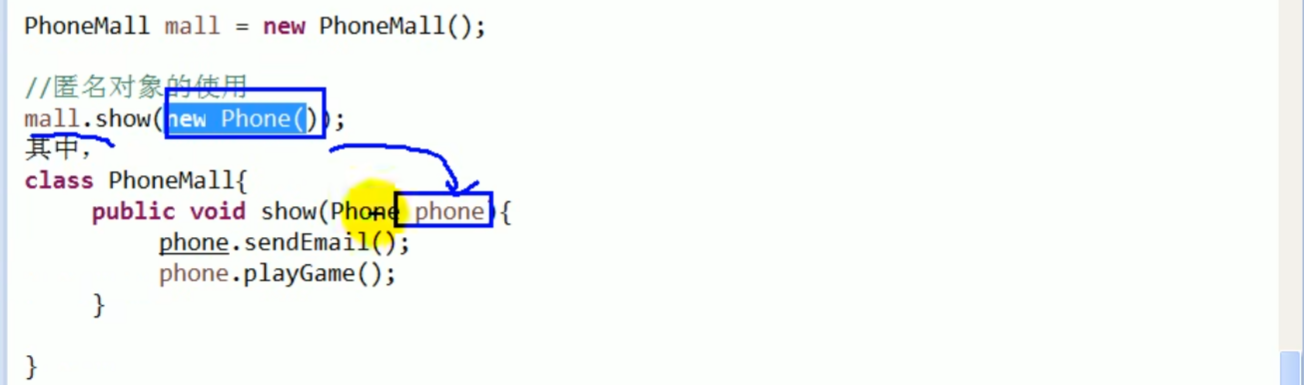 PhoneMall mall = new PhoneMall();
//匿名对象的使用
mall.show(new Phone());
其中，
class PhoneMall{
public void show(Phone phone){
phone.sendEmail();
phone.playGame();
}
}